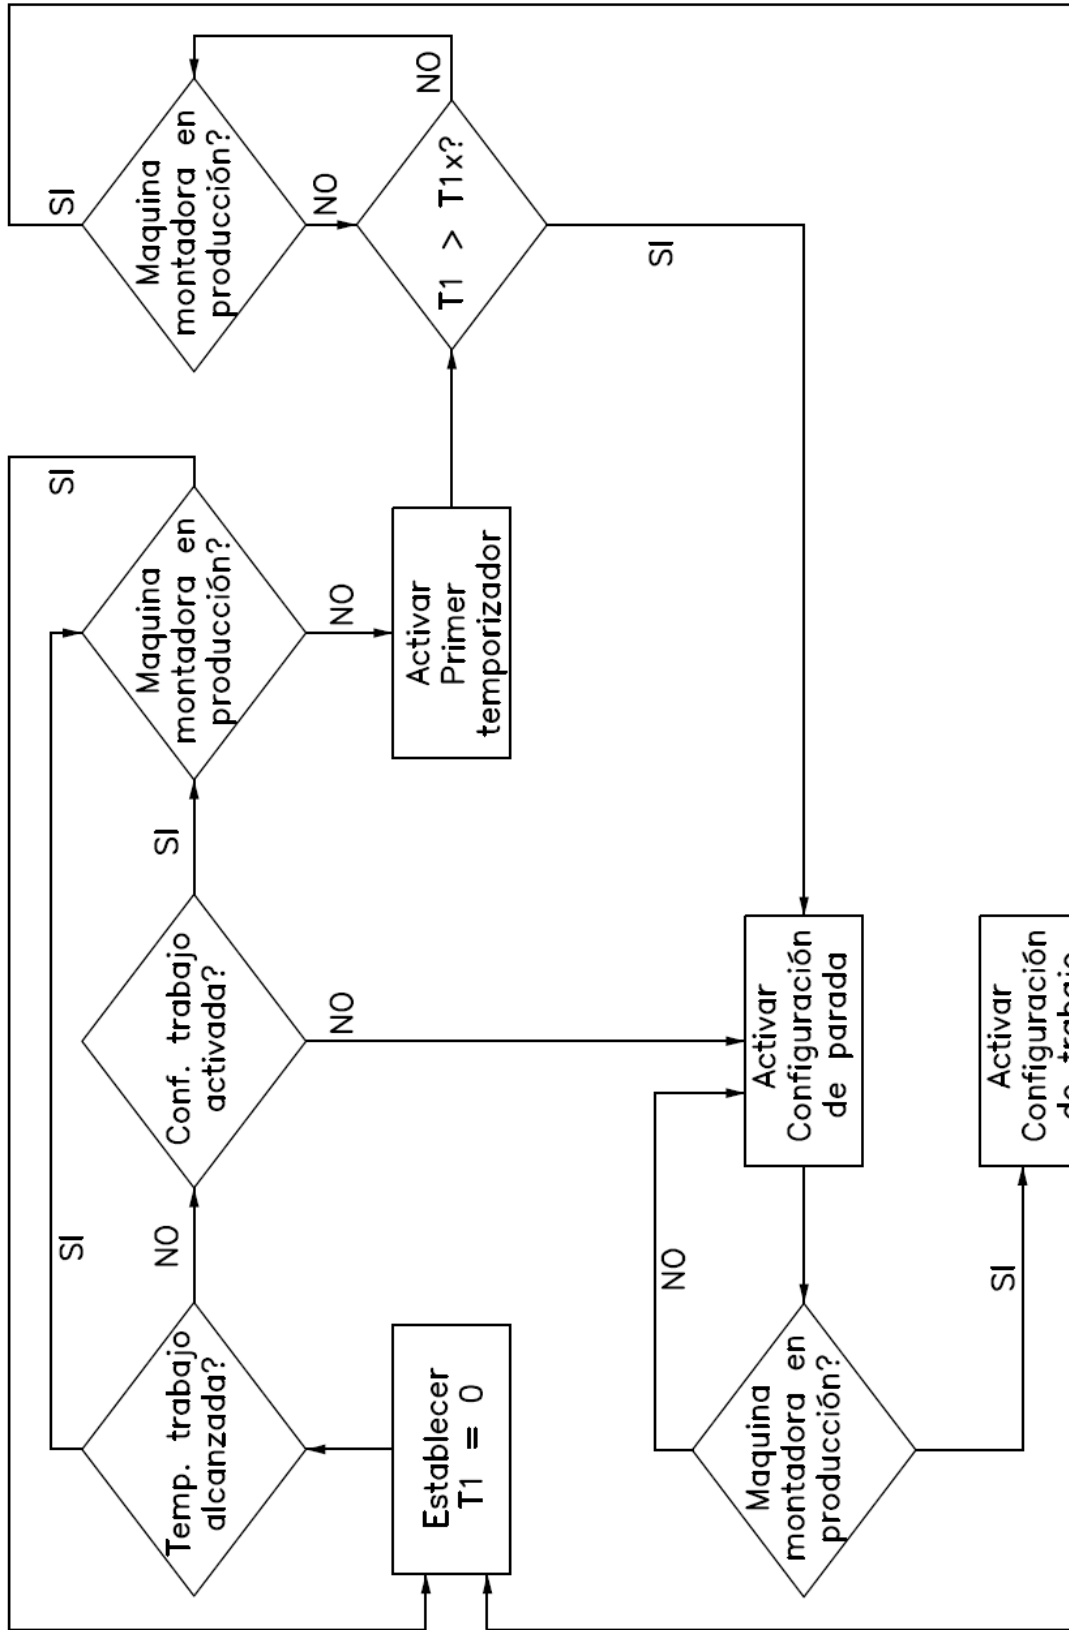 SI
SI
SI
Temp. trabajo
alcanzada?
NO
Conf. trabajo
activada?
SI
Maquina
montadora en
producción?
Maquina
montadora en
producción?
NO
NO
NO
NO
Establecer
T1 = 0
Activar
Primer
temporizador
T1 > T1x?
SI
NO
Maquina
montadora en
producción?
Activar
Configuración
de parada
SI
Activar
Configuración
de trabajo